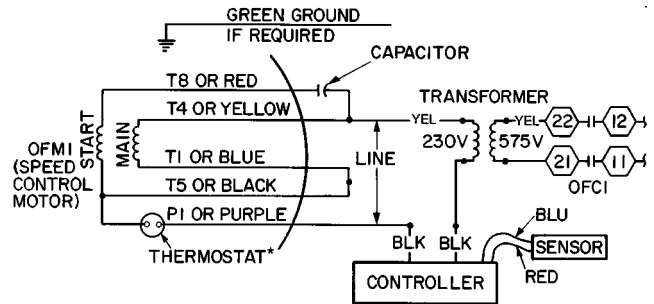 GREEN GROUND
IF REQUIRED
CAPACITOR
T8 OR RED
T4 OR YELLOW
TRANSFORMER
YEL
YEL
22
12
START
MAIN
230V
575V
OFM1
(SPEED
CONTROL
MOTOR)
T1 OR BLUE
LINE
21
11
OFC1
T5 OR BLACK
P1 OR PURPLE
BLU
THERMOSTAT*
BLK
BLK
SENSOR
RED
CONTROLLER